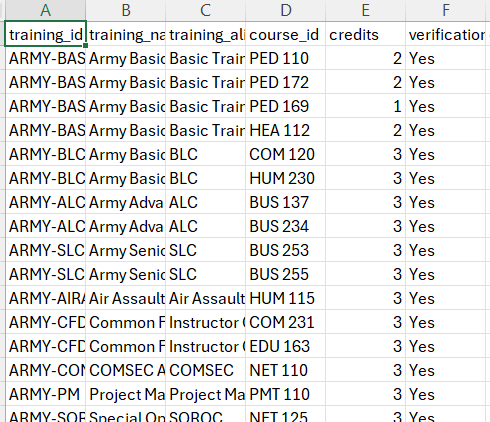 A B C D E F
training_id training_na training_ali course_id credits verification
ARMY-BAS Army Basic Basic Train PED 110 2 Yes
ARMY-BAS Army Basic Basic Train PED 172 2 Yes
ARMY-BAS Army Basic Basic Train PED 169 1 Yes
ARMY-BAS Army Basic Basic Train HEA 112 2 Yes
ARMY-BLC Army Basic BLC COM 120 3 Yes
ARMY-BLC Army Basic BLC HUM 230 3 Yes
ARMY-ALC Army Adva ALC BUS 137 3 Yes
ARMY-ALC Army Adva ALC BUS 234 3 Yes
ARMY-SLC Army Senic SLC BUS 253 3 Yes
ARMY-SLC Army Senic SLC BUS 255 3 Yes
ARMY-AIRA Air Assault Air Assault HUM 115 3 Yes
ARMY-CFD Common F Instructor ( COM 231 3 Yes
ARMY-CFD Common F Instructor ( EDU 163 3 Yes
ARMY-COM COMSEC A COMSEC NET 110 3 Yes
ARMY-PM Project Ma Project Ma PMT 110 3 Yes
ARMY-SOF Special Op SOROC NET 125 3 Yes